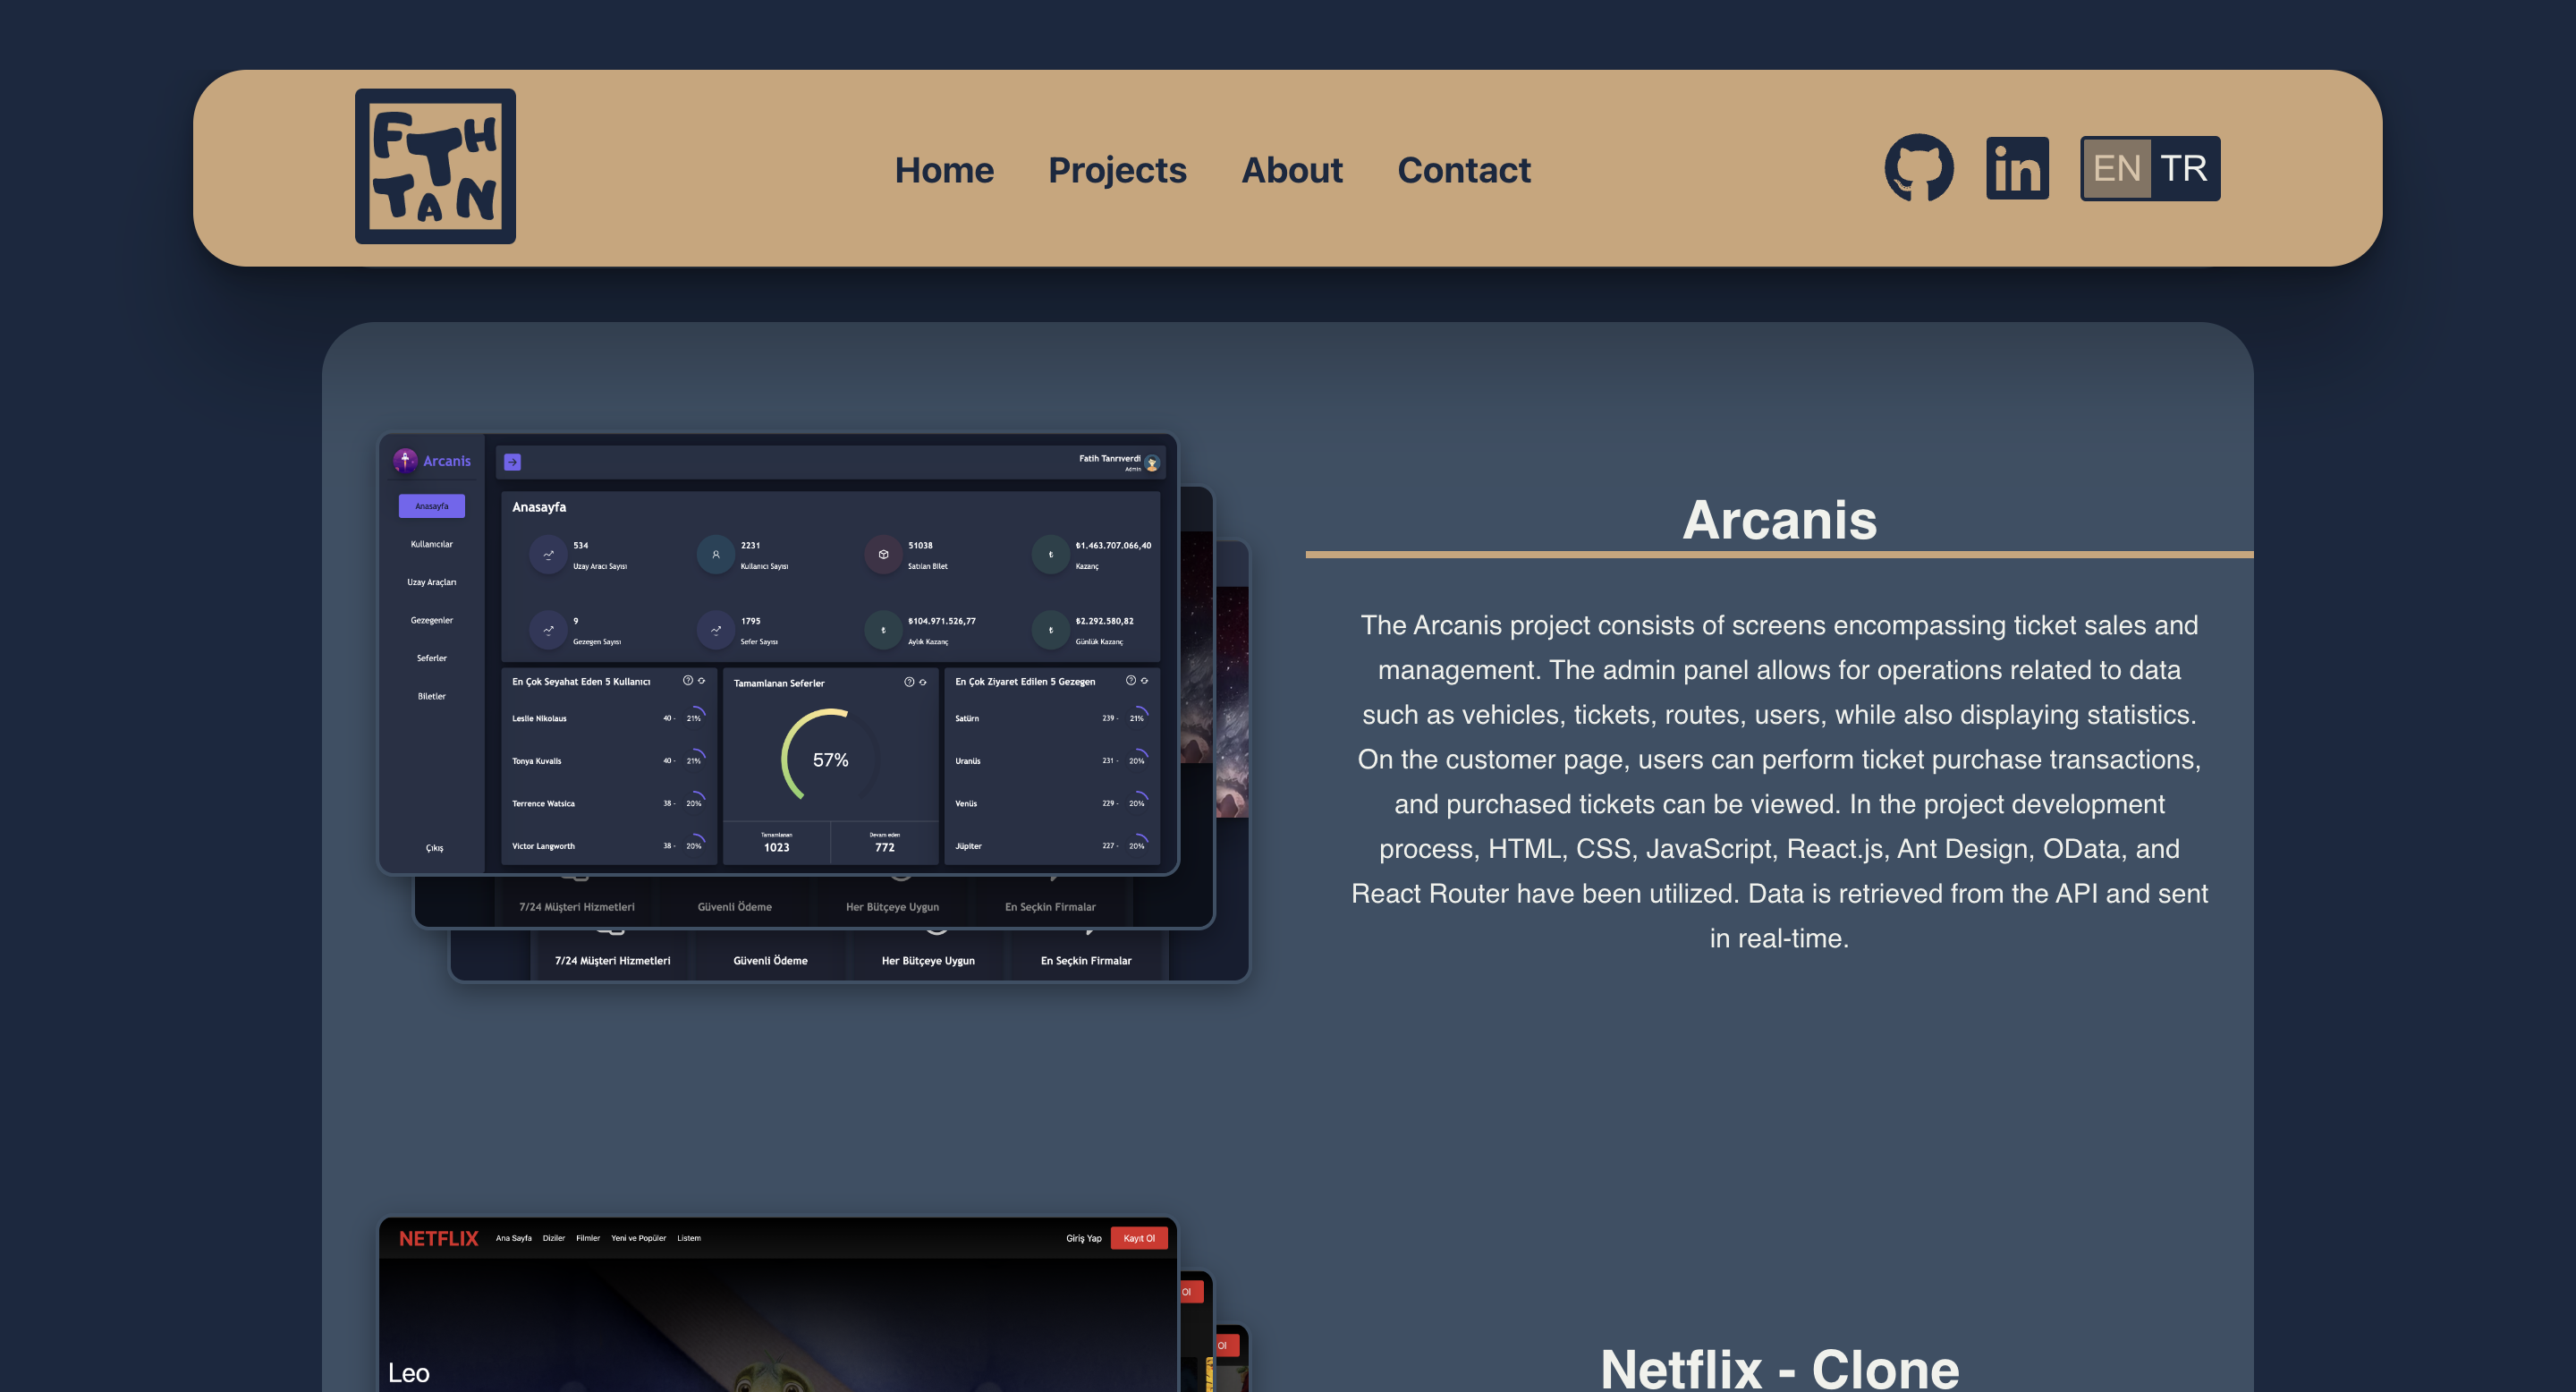 FTH
TAN
Home Projects About Contact
EN TR
Arcanis
Fatih Tanrıverdi
Admin
Anasayfa
Kullanıcılar
Uzay Araçları
Gezegenler
Seferler
Biletler
Çıkış
Anasayfa
534
Uzay Aracı Sayısı
2231
Kullanıcı Sayısı
51038
Satılan Bilet
₺1.463.707.066,40
Kazanç
9
Gezegen Sayısı
1795
Sefer Sayısı
₺104.971.526,77
Aylık Kazanç
₺2.292.580,82
Günlük Kazanç
En Çok Seyahat Eden 5 Kullanıcı
Leslie Nikolaus 40 - 21%
Tonya Kuvalis 40 - 21%
Terrence Watsica 38 - 20%
Victor Langworth 38 - 20%
Tamamlanan Seferler
57%
Tamamlanan
1023
Devam eden
772
En Çok Ziyaret Edilen 5 Gezegen
Satürn 239 - 21%
Uranüs 231 - 20%
Venüs 229 - 20%
Jüpiter 227 - 20%
7/24 Müşteri Hizmetleri Güvenli Ödeme Her Bütçeye Uygun En Seçkin Firmalar
7/24 Müşteri Hizmetleri Güvenli Ödeme Her Bütçeye Uygun En Seçkin Firmalar
Arcanis
The Arcanis project consists of screens encompassing ticket sales and
management. The admin panel allows for operations related to data
such as vehicles, tickets, routes, users, while also displaying statistics.
On the customer page, users can perform ticket purchase transactions,
and purchased tickets can be viewed. In the project development
process, HTML, CSS, JavaScript, React.js, Ant Design, OData, and
React Router have been utilized. Data is retrieved from the API and sent
in real-time.
NETFLIX Ana Sayfa Diziler Filmler Yeni ve Popüler Listem Giriş Yap Kayıt Ol
Ol
Ol
Leo
Netflix - Clone